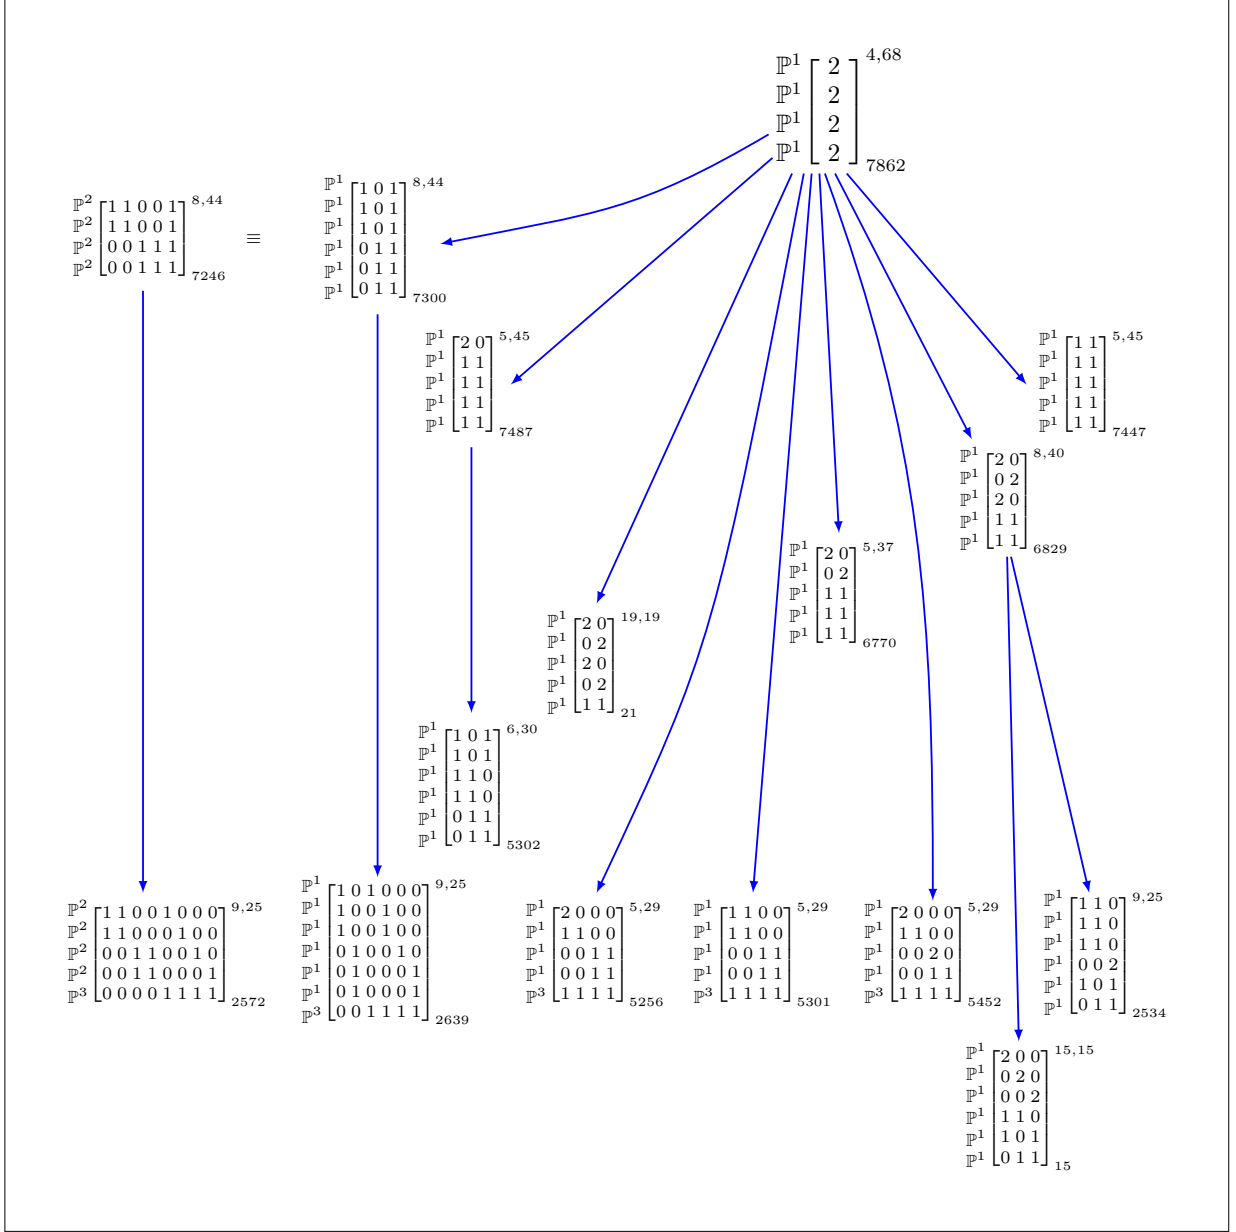 ℙ¹ [ 2 ] 4,68
ℙ¹ [ 2 ]
ℙ¹ [ 2 ]
ℙ¹ [ 2 ] 7862
ℙ² [ 1 1 0 0 1 ] 8,44
ℙ² [ 1 1 0 0 1 ]
ℙ² [ 0 0 1 1 1 ]
ℙ² [ 0 0 1 1 1 ] 7246
≡
ℙ¹ [ 1 0 1 ] 8,44
ℙ¹ [ 1 0 1 ]
ℙ¹ [ 1 0 1 ]
ℙ¹ [ 0 1 1 ]
ℙ¹ [ 0 1 1 ]
ℙ¹ [ 0 1 1 ] 7300
ℙ¹ [ 2 0 ] 5,45
ℙ¹ [ 1 1 ]
ℙ¹ [ 1 1 ]
ℙ¹ [ 1 1 ]
ℙ¹ [ 1 1 ] 7487
ℙ¹ [ 1 1 ] 5,45
ℙ¹ [ 1 1 ]
ℙ¹ [ 1 1 ]
ℙ¹ [ 1 1 ]
ℙ¹ [ 1 1 ] 7447
ℙ¹ [ 2 0 ] 8,40
ℙ¹ [ 0 2 ]
ℙ¹ [ 2 0 ]
ℙ¹ [ 1 1 ]
ℙ¹ [ 1 1 ] 6829
ℙ¹ [ 2 0 ] 5,37
ℙ¹ [ 0 2 ]
ℙ¹ [ 1 1 ]
ℙ¹ [ 1 1 ]
ℙ¹ [ 1 1 ] 6770
ℙ¹ [ 2 0 ] 19,19
ℙ¹ [ 0 2 ]
ℙ¹ [ 2 0 ]
ℙ¹ [ 0 2 ]
ℙ¹ [ 1 1 ] 21
ℙ¹ [ 1 0 1 ] 6,30
ℙ¹ [ 1 0 1 ]
ℙ¹ [ 1 1 0 ]
ℙ¹ [ 1 1 0 ]
ℙ¹ [ 0 1 1 ]
ℙ¹ [ 0 1 1 ] 5302
ℙ² [ 1 1 0 0 1 0 0 0 ] 9,25
ℙ² [ 1 1 0 0 0 1 0 0 ]
ℙ² [ 0 0 1 1 0 0 1 0 ]
ℙ² [ 0 0 1 1 0 0 0 1 ]
ℙ³ [ 0 0 0 0 1 1 1 1 ] 2572
ℙ¹ [ 1 0 1 0 0 0 ] 9,25
ℙ¹ [ 1 0 0 1 0 0 ]
ℙ¹ [ 1 0 0 1 0 0 ]
ℙ¹ [ 0 1 0 0 1 0 ]
ℙ¹ [ 0 1 0 0 0 1 ]
ℙ¹ [ 0 1 0 0 0 1 ]
ℙ³ [ 0 0 1 1 1 1 ] 2639
ℙ¹ [ 2 0 0 0 ] 5,29
ℙ¹ [ 1 1 0 0 ]
ℙ¹ [ 0 0 1 1 ]
ℙ¹ [ 0 0 1 1 ]
ℙ³ [ 1 1 1 1 ] 5256
ℙ¹ [ 1 1 0 0 ] 5,29
ℙ¹ [ 1 1 0 0 ]
ℙ¹ [ 0 0 1 1 ]
ℙ¹ [ 0 0 1 1 ]
ℙ³ [ 1 1 1 1 ] 5301
ℙ¹ [ 2 0 0 0 ] 5,29
ℙ¹ [ 1 1 0 0 ]
ℙ¹ [ 0 0 2 0 ]
ℙ¹ [ 0 0 1 1 ]
ℙ³ [ 1 1 1 1 ] 5452
ℙ¹ [ 1 1 0 ] 9,25
ℙ¹ [ 1 1 0 ]
ℙ¹ [ 1 1 0 ]
ℙ¹ [ 0 0 2 ]
ℙ¹ [ 1 0 1 ]
ℙ¹ [ 0 1 1 ] 2534
ℙ¹ [ 2 0 0 ] 15,15
ℙ¹ [ 0 2 0 ]
ℙ¹ [ 0 0 2 ]
ℙ¹ [ 1 1 0 ]
ℙ¹ [ 1 0 1 ]
ℙ¹ [ 0 1 1 ] 15